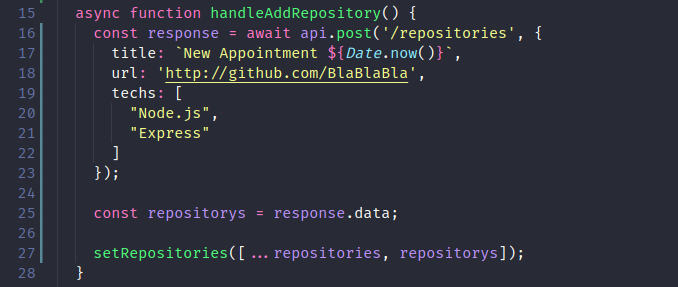 15 async function handleAddRepository() {
16 const response = await api.post('/repositories', {
17 title: `New Appointment ${Date.now()}`,
18 url: 'http://github.com/BlaBlaBla',
19 techs: [
20 "Node.js",
21 "Express"
22 ]
23 });
24
25 const repositorys = response.data;
26
27 setRepositories([...repositories, repositorys]);
28 }